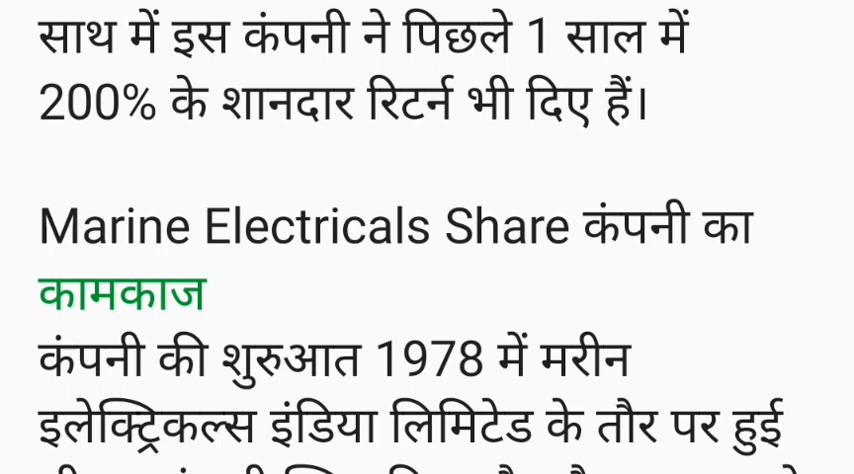 साथ में इस कंपनी ने पिछले 1 साल में
200% के शानदार रिटर्न भी दिए हैं।
Marine Electricals Share कंपनी का
कामकाज
कंपनी की शुरुआत 1978 में मरीन
इलेक्ट्रिकल्स इंडिया लिमिटेड के तौर पर हुई